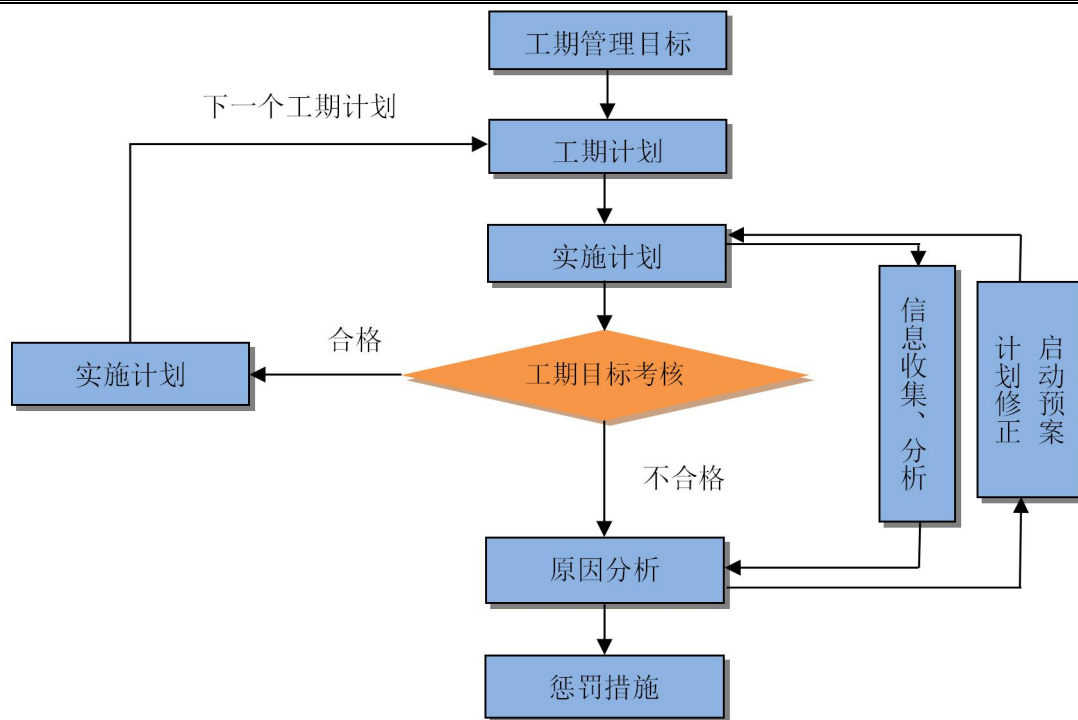 工期管理目标
下一个工期计划
工期计划
实施计划
合格
实施计划
工期目标考核
信息收集、分析
启动预案
计划修正
不合格
原因分析
惩罚措施